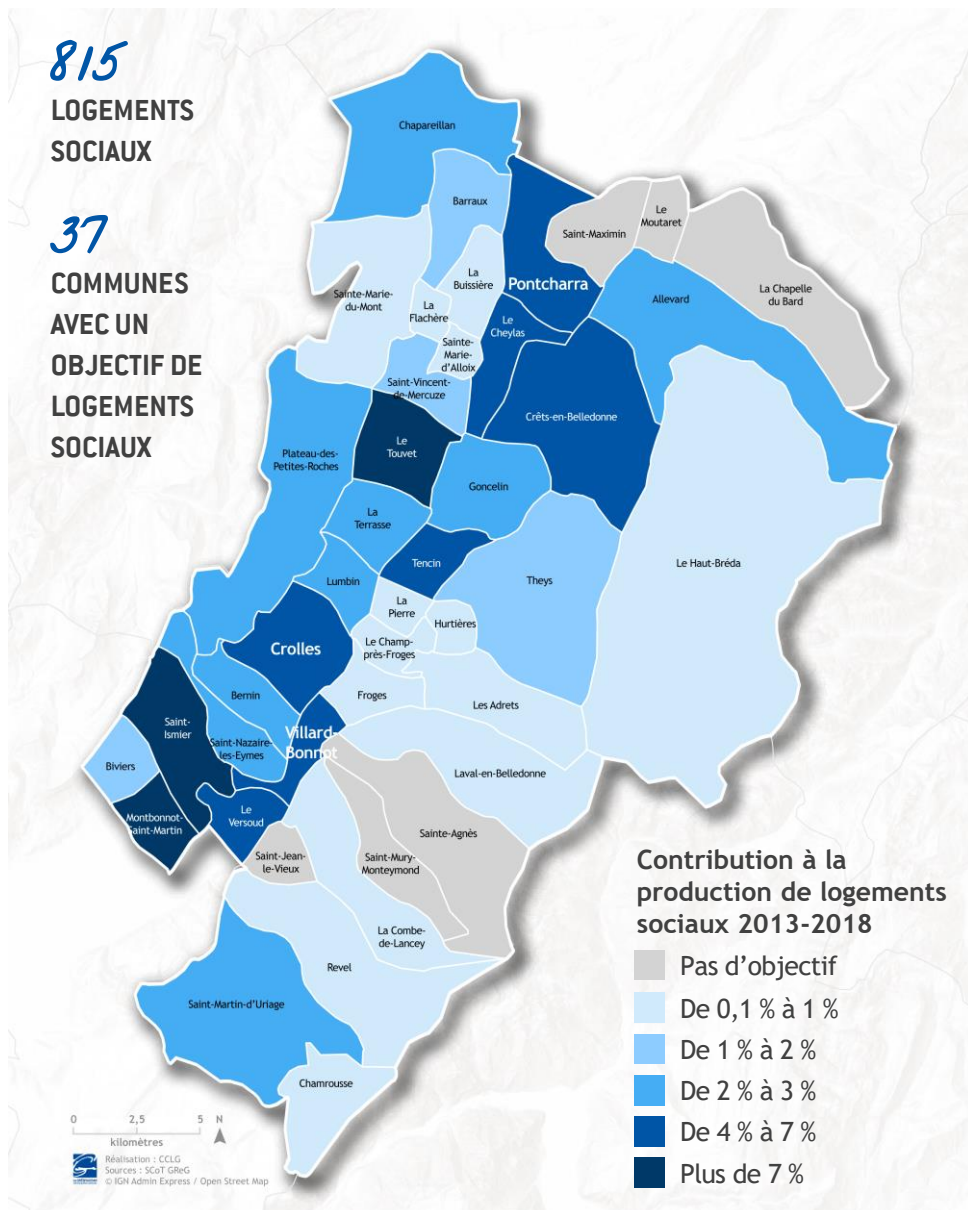 815
LOGEMENTS
SOCIAUX
37
COMMUNES
AVEC UN
OBJECTIF DE
LOGEMENTS
SOCIAUX
Chapareillan
Barraux
Le
Moutaret
Saint-Maximin
La
Buissière
Pontcharra
La Chapelle
du Bard
Sainte-Marie-
du-Mont
Allevard
La
Flachère
Le
Cheylas
Sainte-
Marie-
d'Alloix
Saint-Vincent-
de-Mercuze
Crêts-en-Belledonne
Le
Touvet
Plateau-des-
Petites-Roches
Goncelin
La
Terrasse
Tencin
Le Haut-Bréda
Lumbin
Theys
La
Pierre
Hurtières
Crolles
Le Champ-
près-Froges
Bernin
Froges
Les Adrets
Saint-
Ismier
Villard-
Bonnot
Saint-Nazaire-
les-Eymes
Biviers
Laval-en-Belledonne
Le
Versoud
Montbonnot-
Saint-Martin
Sainte-Agnès
Saint-Jean-
le-Vieux
Saint-Mury-
Monteymond
La Combe-
de-Lancey
Revel
Saint-Martin-d'Uriage
Chamrousse
Contribution à la
production de logements
sociaux 2013-2018
Pas d'objectif
De 0,1 % à 1 %
De 1 % à 2 %
De 2 % à 3 %
De 4 % à 7 %
Plus de 7 %
0 2,5 5 N
kilomètres
Réalisation : CCLG
Sources : SCoT GReG
© IGN Admin Express / Open Street Map